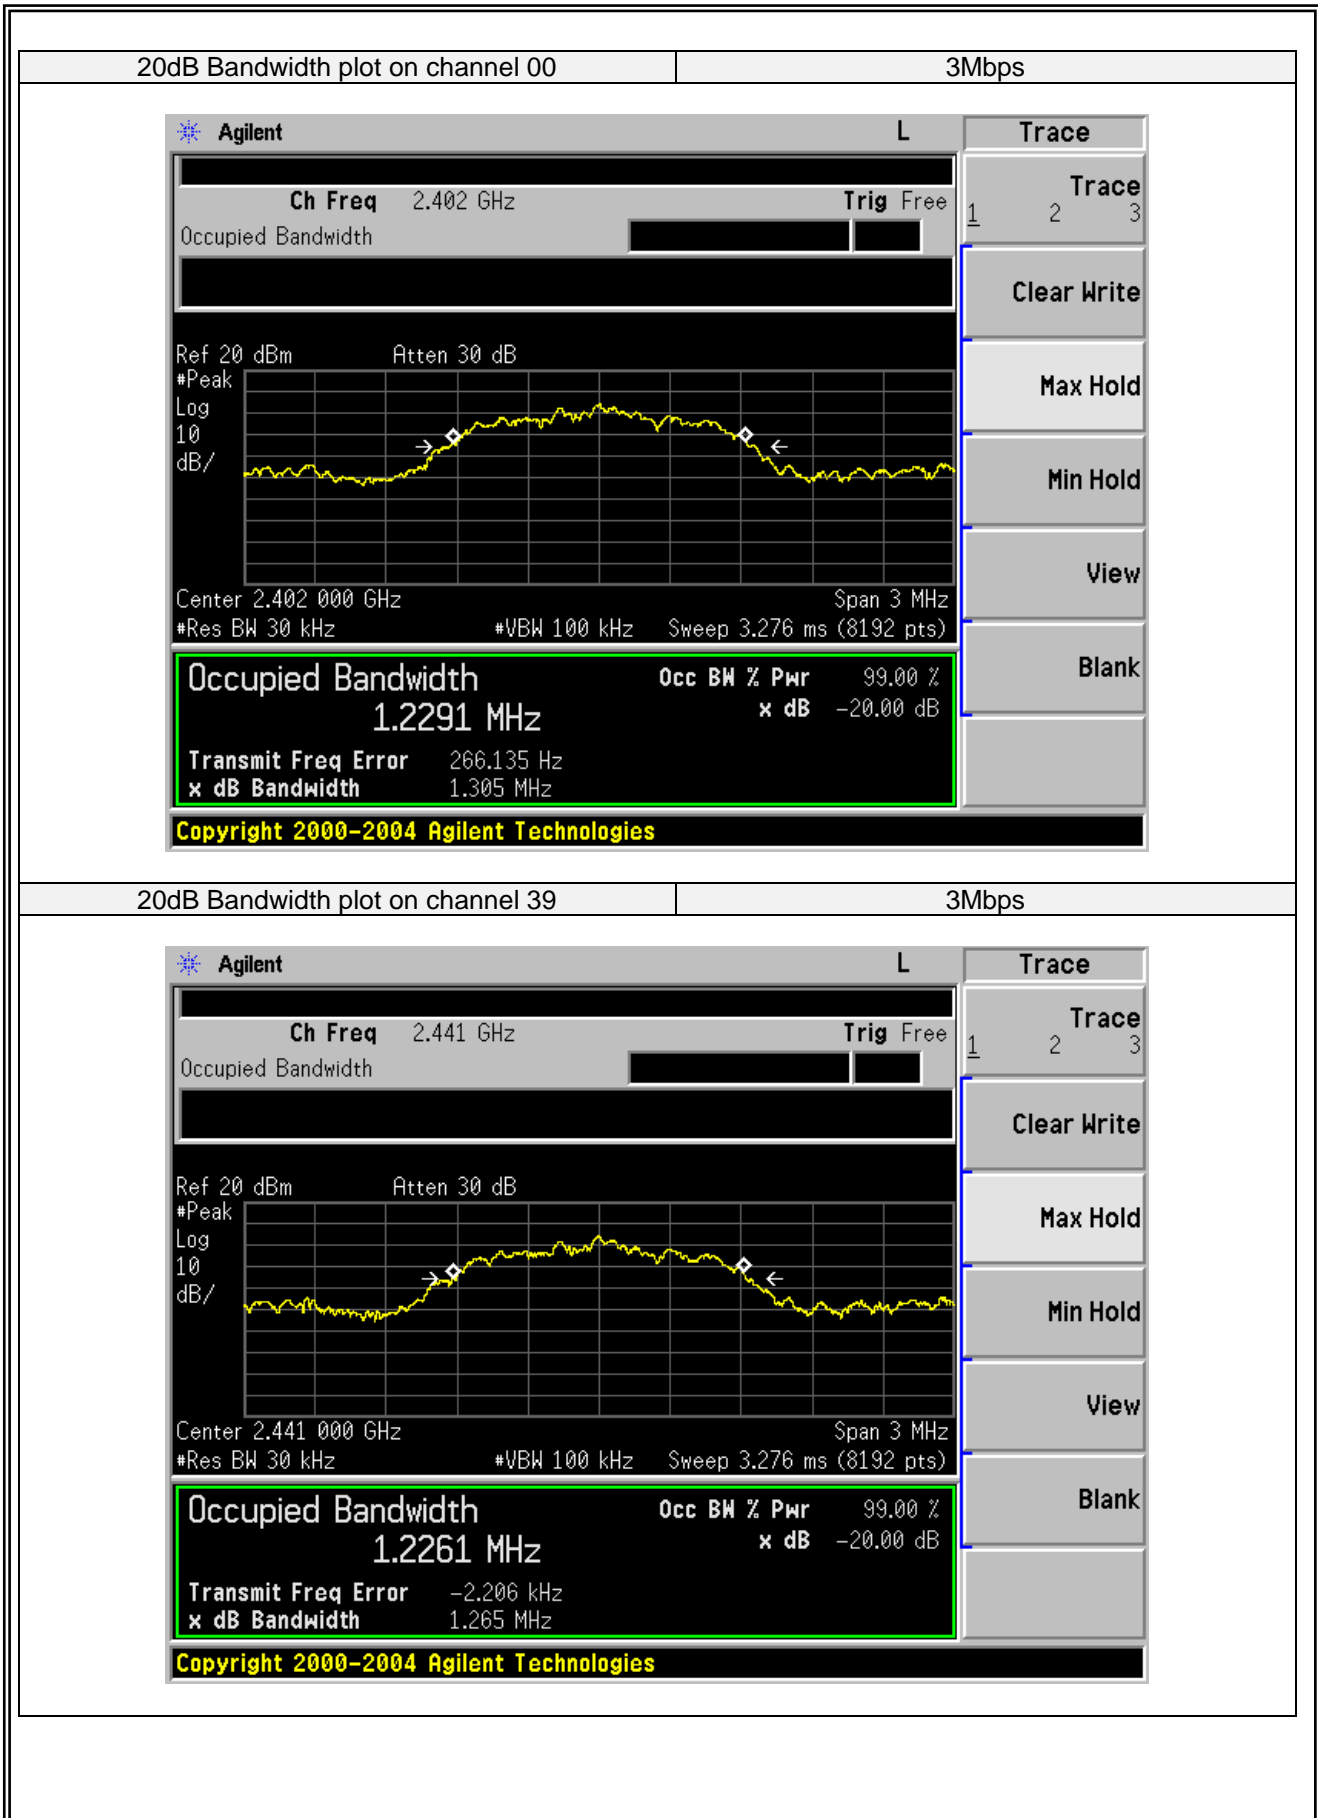 20dB Bandwidth plot on channel 00 3Mbps
Agilent L Trace
Ch Freq 2.402 GHz Trig Free
Trace
1 2 3
Occupied Bandwidth
Clear Write
Ref 20 dBm Atten 30 dB
#Peak
Max Hold
Log
10
dB/
Min Hold
View
Center 2.402 000 GHz Span 3 MHz
#Res BW 30 kHz #VBW 100 kHz Sweep 3.276 ms (8192 pts)
Occupied Bandwidth Occ BW % Pwr 99.00 %
Blank
1.2291 MHz x dB -20.00 dB
Transmit Freq Error 266.135 Hz
x dB Bandwidth 1.305 MHz
Copyright 2000-2004 Agilent Technologies
20dB Bandwidth plot on channel 39 3Mbps
Agilent L Trace
Ch Freq 2.441 GHz Trig Free
Trace
1 2 3
Occupied Bandwidth
Clear Write
Ref 20 dBm Atten 30 dB
#Peak
Max Hold
Log
10
dB/
Min Hold
View
Center 2.441 000 GHz Span 3 MHz
#Res BW 30 kHz #VBW 100 kHz Sweep 3.276 ms (8192 pts)
Occupied Bandwidth Occ BW % Pwr 99.00 %
Blank
1.2261 MHz x dB -20.00 dB
Transmit Freq Error -2.206 kHz
x dB Bandwidth 1.265 MHz
Copyright 2000-2004 Agilent Technologies